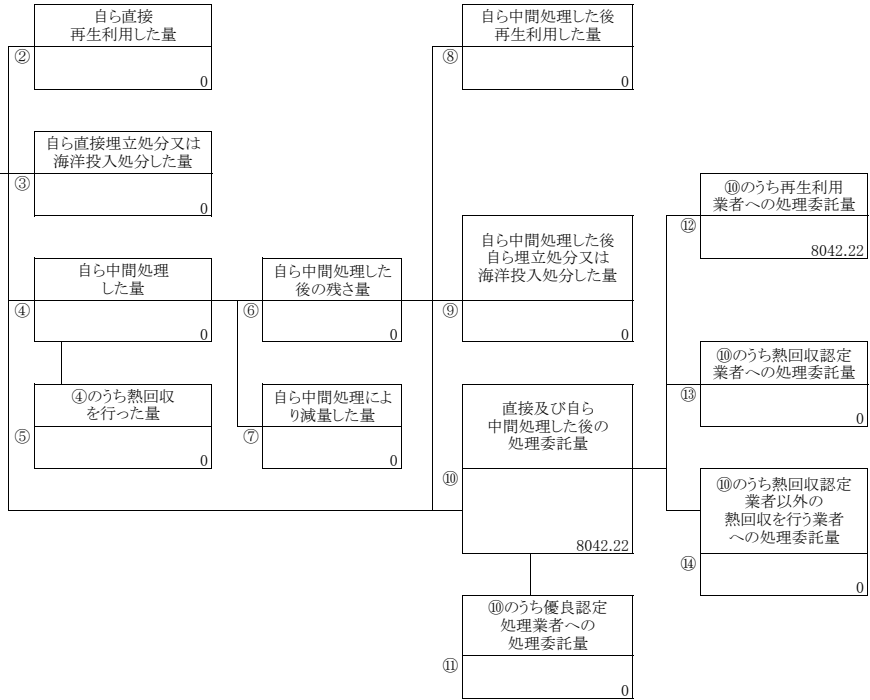 自ら直接
再生利用した量
②
0
自ら直接埋立処分又は
海洋投入処分した量
③
0
自ら中間処理
した量
④
0
④のうち熱回収
を行った量
⑤
0
自ら中間処理した
後の残さ量
⑥
0
自ら中間処理によ
り減量した量
⑦
0
自ら中間処理した後
再生利用した量
⑧
0
自ら中間処理した後
自ら埋立処分又は
海洋投入処分した量
⑨
0
直接及び自ら
中間処理した後の
処理委託量
⑩
8042.22
⑩のうち優良認定
処理業者への
処理委託量
⑪
0
⑩のうち再生利用
業者への処理委託量
⑫
8042.22
⑩のうち熱回収認定
業者への処理委託量
⑬
0
⑩のうち熱回収認定
業者以外の
熱回収を行う業者
への処理委託量
⑭
0